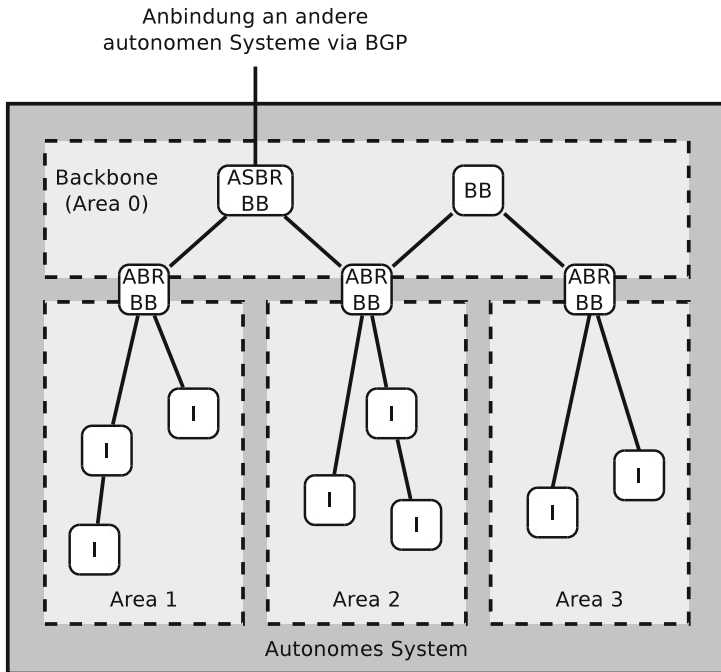 Anbindung an andere
autonomen Systeme via BGP
Backbone
(Area 0)
ASBR
BB
BB
ABR
BB
ABR
BB
ABR
BB
I
I
I
I
I
I
I
I
Area 1
Area 2
Area 3
Autonomes System